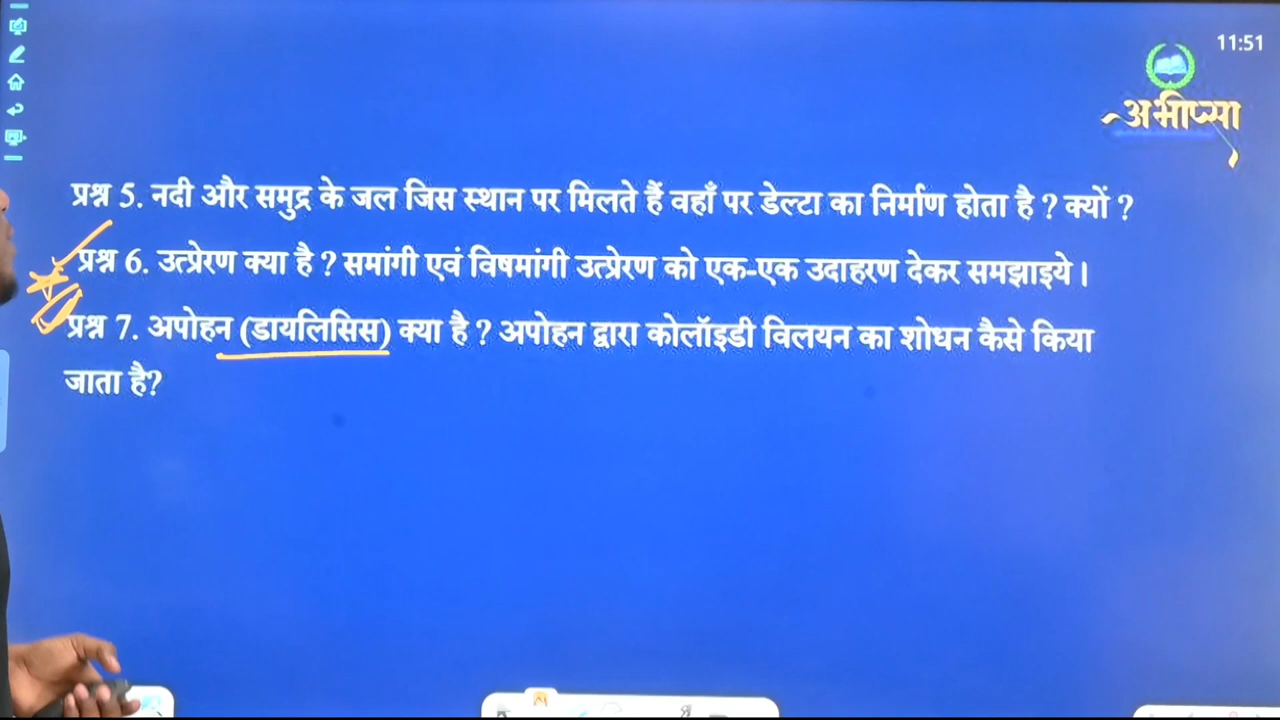 11:51
अभीप्सा
प्रश्न 5. नदी और समुद्र के जल जिस स्थान पर मिलते हैं वहाँ पर डेल्टा का निर्माण होता है ? क्यों ?
प्रश्न 6. उत्प्रेरण क्या है ? समांगी एवं विषमांगी उत्प्रेरण को एक-एक उदाहरण देकर समझाइये ।
प्रश्न 7. अपोहन (डायलिसिस) क्या है ? अपोहन द्वारा कोलॉइडी विलयन का शोधन कैसे किया
जाता है?